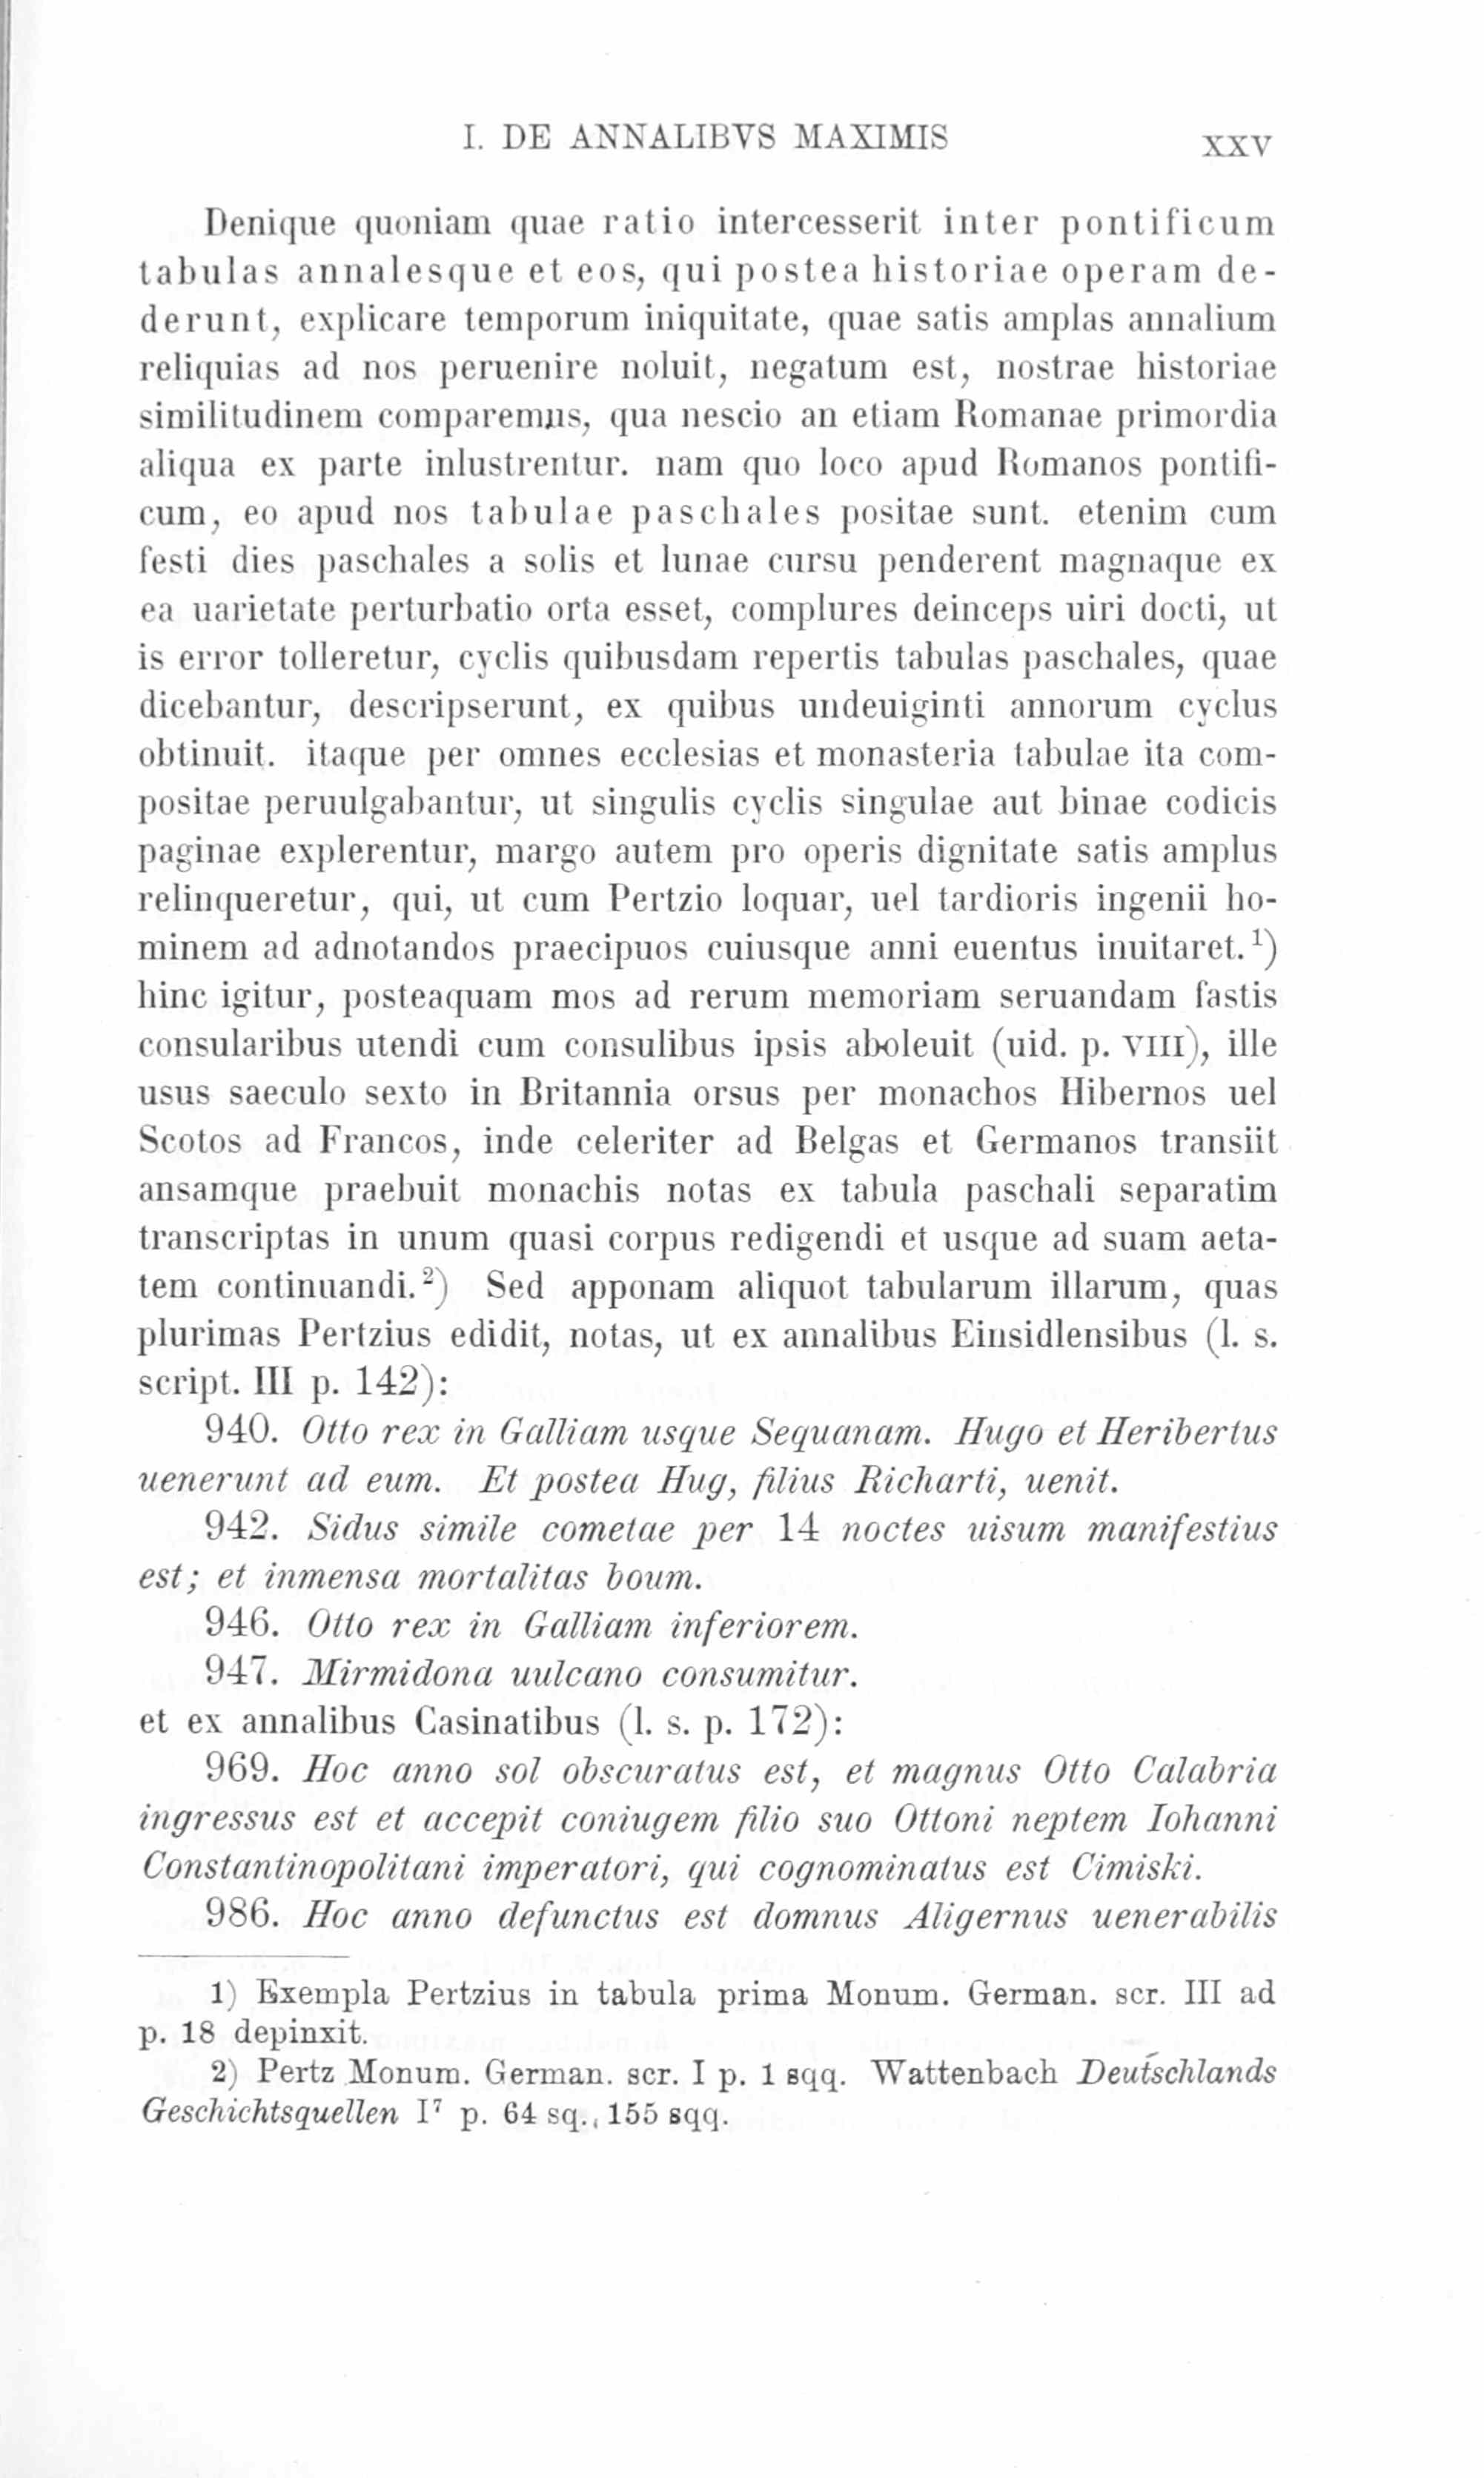 I. DE ANNALIBVS MAXIMIS XXV
Denique quoniam quae ratio intercesserit inter pontificum
tabulas annalesque et eos, qui postea historiae operam de-
derunt, explicare temporum iniquitate, quae satis amplas annalium
reliquias ad nos peruenire noluit, negatum est, nostrae historiae
similitudinem comparemus, qua nescio an etiam Romanae primordia
aliqua ex parte inlustrentur. nam quo loco apud Romanos pontifi-
cum, eo apud nos tabulae paschales positae sunt. etenim cum
festi dies paschales a solis et lunae cursu penderent magnaque ex
ea uarietate perturbatio orta esset, complures deinceps uiri docti, ut
is error tolleretur, cyclis quibusdam repertis tabulas paschales, quae
dicebantur, descripserunt, ex quibus undeuiginti annorum cyclus
obtinuit. itaque per omnes ecclesias et monasteria tabulae ita com-
positae peruulgabantur, ut singulis cyclis singulae aut binae codicis
paginae explerentur, margo autem pro operis dignitate satis amplus
relinqueretur, qui, ut cum Pertzio loquar, uel tardioris ingenii ho-
minem ad adnotandos praecipuos cuiusque anni euentus inuitaret.¹)
hinc igitur, posteaquam mos ad rerum memoriam seruandam fastis
consularibus utendi cum consulibus ipsis aboleuit (uid. p. VIII), ille
usus saeculo sexto in Britannia orsus per monachos Hibernos uel
Scotos ad Francos, inde celeriter ad Belgas et Germanos transiit
ansamque praebuit monachis notas ex tabula paschali separatim
transcriptas in unum quasi corpus redigendi et usque ad suam aeta-
tem continuandi.²) Sed apponam aliquot tabularum illarum, quas
plurimas Pertzius edidit, notas, ut ex annalibus Einsidlensibus (l. s.
script. III p. 142):
940. Otto rex in Galliam usque Sequanam. Hugo et Heribertus
uenerunt ad eum. Et postea Hug, filius Richarti, uenit.
942. Sidus simile cometae per 14 noctes uisum manifestius
est; et inmensa mortalitas boum.
946. Otto rex in Galliam inferiorem.
947. Mirmidona uulcano consumitur.
et ex annalibus Casinatibus (l. s. p. 172):
969. Hoc anno sol obscuratus est, et magnus Otto Calabria
ingressus est et accepit coniugem filio suo Ottoni neptem Iohanni
Constantinopolitani imperatori, qui cognominatus est Cimiski.
986. Hoc anno defunctus est domnus Aligernus uenerabilis
1) Exempla Pertzius in tabula prima Monum. German. scr. III ad
p. 18 depinxit.
2) Pertz Monum. German. scr. I p. 1 sqq. Wattenbach Deutschlands
Geschichtsquellen I⁷ p. 64 sq., 155 sqq.